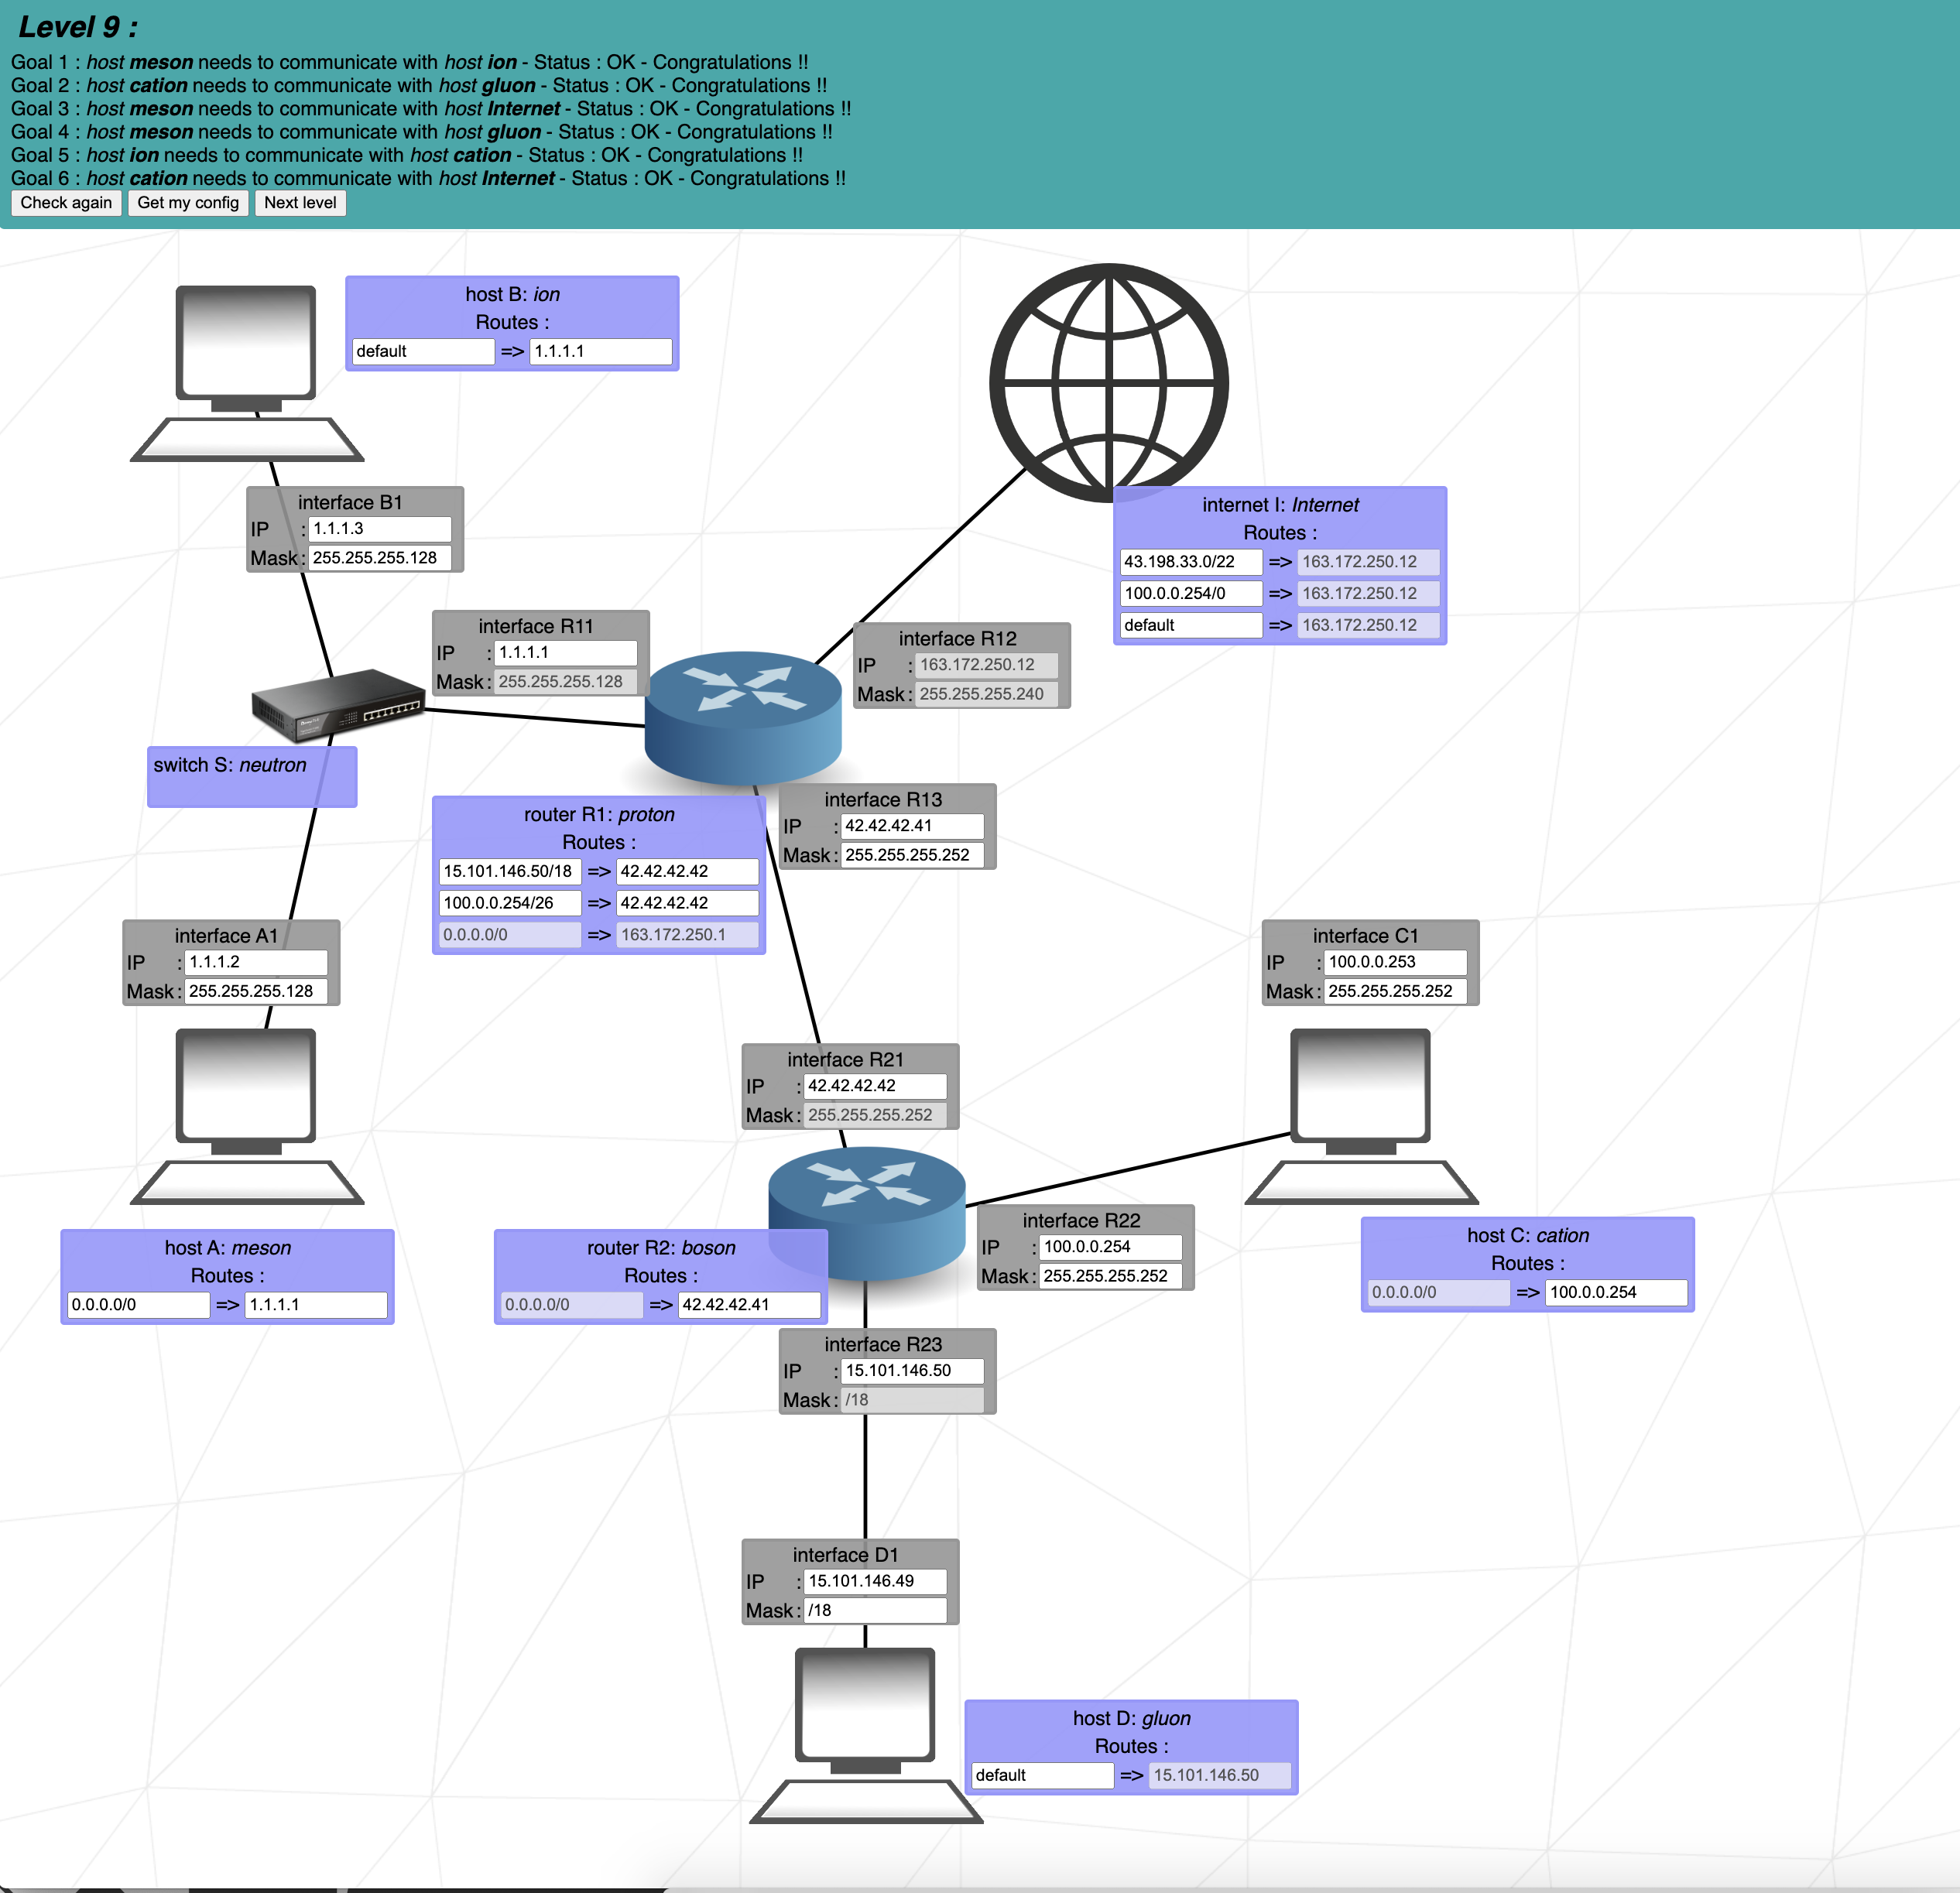 Level 9 :
Goal 1 : host meson needs to communicate with host ion - Status : OK - Congratulations !!
Goal 2 : host cation needs to communicate with host gluon - Status : OK - Congratulations !!
Goal 3 : host meson needs to communicate with host Internet - Status : OK - Congratulations !!
Goal 4 : host meson needs to communicate with host gluon - Status : OK - Congratulations !!
Goal 5 : host ion needs to communicate with host cation - Status : OK - Congratulations !!
Goal 6 : host cation needs to communicate with host Internet - Status : OK - Congratulations !!
Check again Get my config Next level
host B: ion
Routes :
default => 1.1.1.1
interface B1
IP : 1.1.1.3
Mask : 255.255.255.128
internet I: Internet
Routes :
43.198.33.0/22 => 163.172.250.12
100.0.0.254/0 => 163.172.250.12
default => 163.172.250.12
interface R11
IP : 1.1.1.1
Mask : 255.255.255.128
interface R12
IP : 163.172.250.12
Mask : 255.255.255.240
switch S: neutron
interface R13
IP : 42.42.42.41
Mask : 255.255.255.252
router R1: proton
Routes :
15.101.146.50/18 => 42.42.42.42
100.0.0.254/26 => 42.42.42.42
0.0.0.0/0 => 163.172.250.1
interface A1
IP : 1.1.1.2
Mask : 255.255.255.128
interface C1
IP : 100.0.0.253
Mask : 255.255.255.252
interface R21
IP : 42.42.42.42
Mask : 255.255.255.252
host A: meson
Routes :
0.0.0.0/0 => 1.1.1.1
router R2: boson
Routes :
0.0.0.0/0 => 42.42.42.41
interface R22
IP : 100.0.0.254
Mask : 255.255.255.252
host C: cation
Routes :
0.0.0.0/0 => 100.0.0.254
interface R23
IP : 15.101.146.50
Mask : /18
interface D1
IP : 15.101.146.49
Mask : /18
host D: gluon
Routes :
default => 15.101.146.50